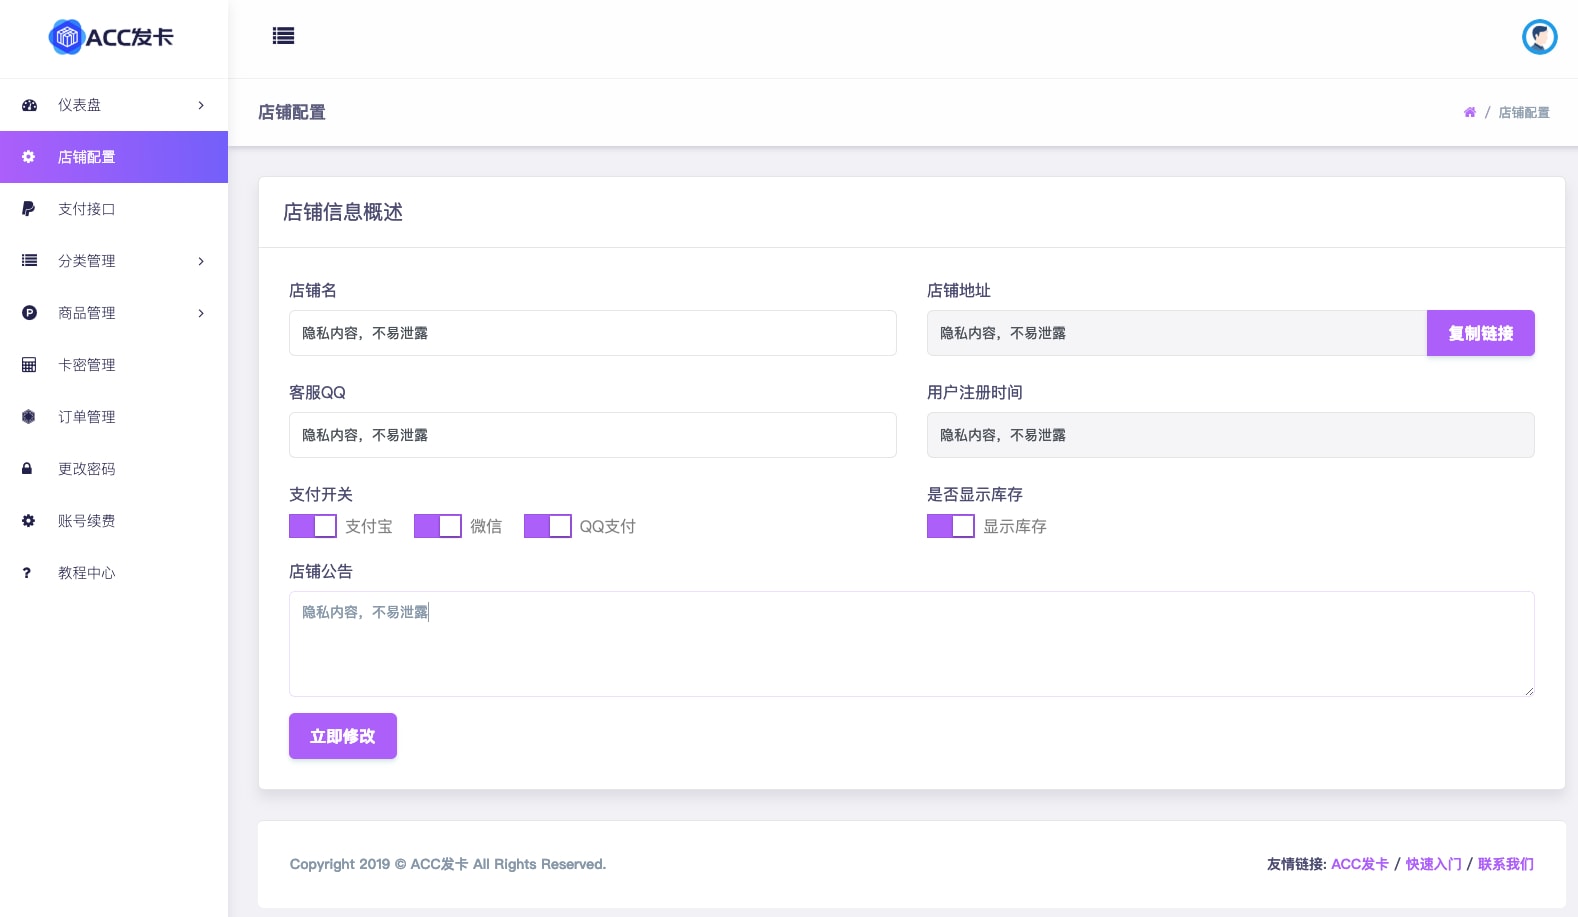 ACC发卡
仪表盘
店铺配置
支付接口
分类管理
商品管理
卡密管理
订单管理
更改密码
账号续费
教程中心
店铺配置
/ 店铺配置
店铺信息概述
店铺名
隐私内容，不易泄露
店铺地址
隐私内容，不易泄露
复制链接
客服QQ
隐私内容，不易泄露
用户注册时间
隐私内容，不易泄露
支付开关
支付宝 微信 QQ支付
是否显示库存
显示库存
店铺公告
隐私内容，不易泄露
立即修改
Copyright 2019 © ACC发卡 All Rights Reserved.
友情链接: ACC发卡 / 快速入门 / 联系我们